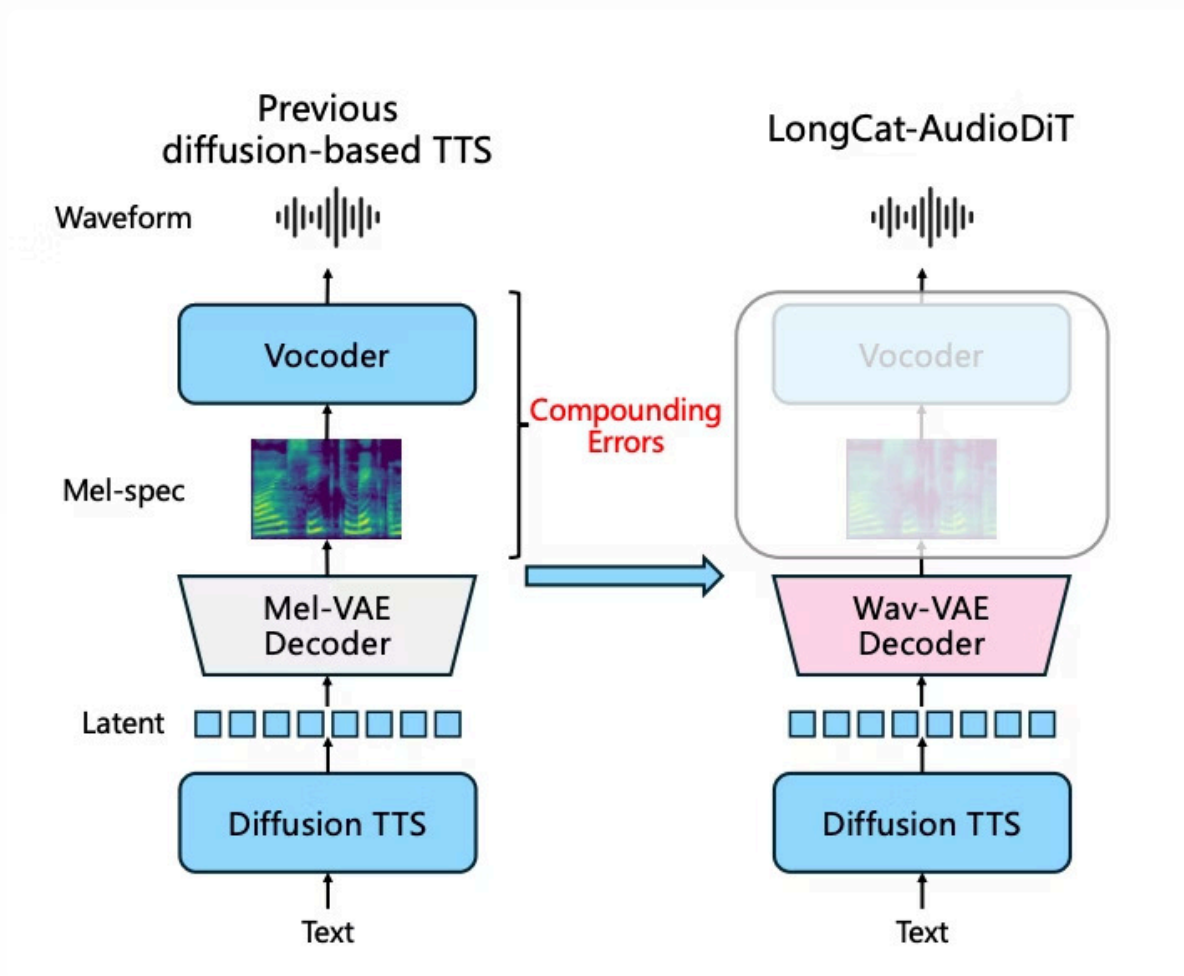 Previous
diffusion-based TTS
LongCat-AudioDiT
Waveform
Vocoder
Vocoder
Compounding
Errors
Mel-spec
Mel-VAE
Decoder
Wav-VAE
Decoder
Latent
Diffusion TTS
Diffusion TTS
Text
Text